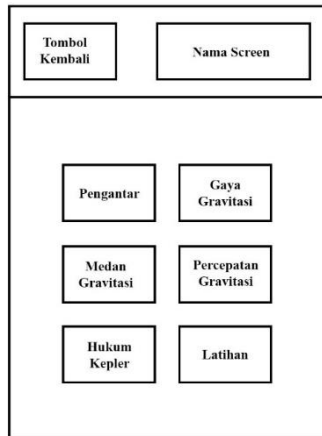 Tombol
Kembali
Nama Screen
Pengantar
Gaya
Gravitasi
Medan
Gravitasi
Percepatan
Gravitasi
Hukum
Kepler
Latihan